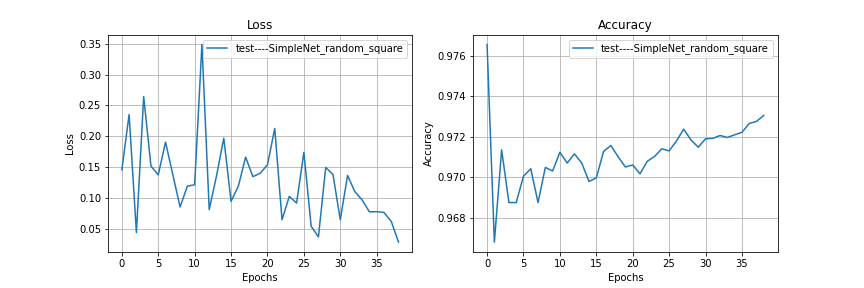 Loss
test----SimpleNet_random_square
0.35
0.30
0.25
0.20
0.15
0.10
0.05
Loss
0 5 10 15 20 25 30 35
Epochs
Accuracy
test----SimpleNet_random_square
0.976
0.974
0.972
0.970
0.968
Accuracy
0 5 10 15 20 25 30 35
Epochs